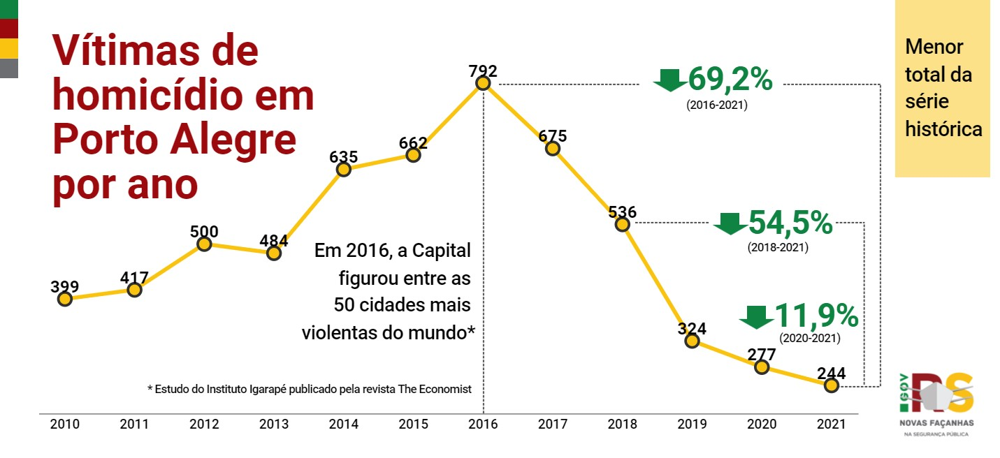 Vítimas de
homicídio em
Porto Alegre
por ano
Menor
total da
série
histórica
792
69,2%
(2016-2021)
675
662
635
536
54,5%
(2018-2021)
500
484
Em 2016, a Capital
figurou entre as
50 cidades mais
violentas do mundo*
417
399
11,9%
(2020-2021)
324
277
244
* Estudo do Instituto Igarapé publicado pela revista The Economist
2010 2011 2012 2013 2014 2015 2016 2017 2018 2019 2020 2021
GOV
RS
NOVAS FAÇANHAS
NA SEGURANÇA PÚBLICA